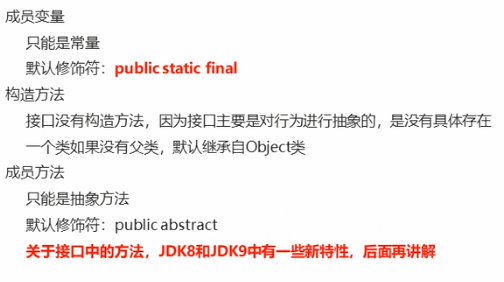 成员变量
只能是常量
默认修饰符：public static final
构造方法
接口没有构造方法，因为接口主要是对行为进行抽象的，是没有具体存在
一个类如果没有父类，默认继承自Object类
成员方法
只能是抽象方法
默认修饰符：public abstract
关于接口中的方法，JDK8和JDK9中有一些新特性，后面再讲解